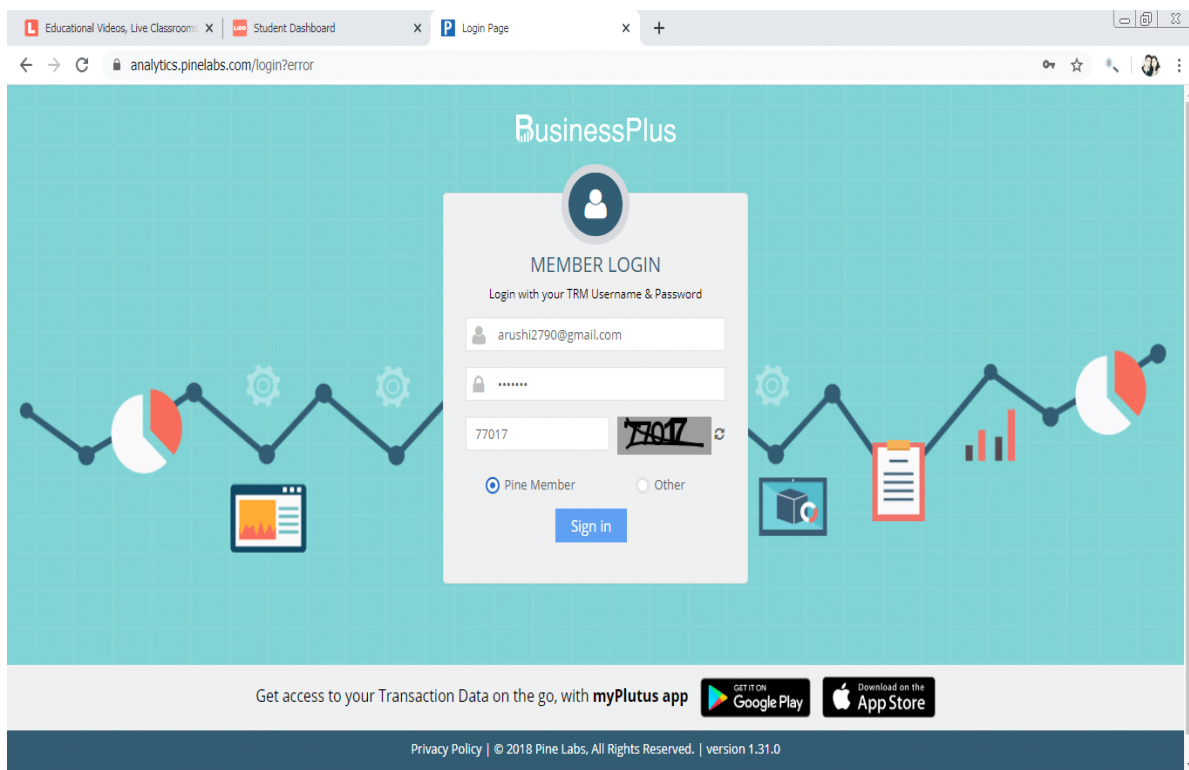 Educational Videos, Live Classrooms
Student Dashboard
Login Page
analytics.pinelabs.com/login?error
BusinessPlus
MEMBER LOGIN
Login with your TRM Username & Password
arushi2790@gmail.com
•••••••
77017
77017
Pine Member
Other
Sign in
Get access to your Transaction Data on the go, with myPlutus app
GET IT ON
Google Play
Download on the
App Store
Privacy Policy | © 2018 Pine Labs, All Rights Reserved. | version 1.31.0